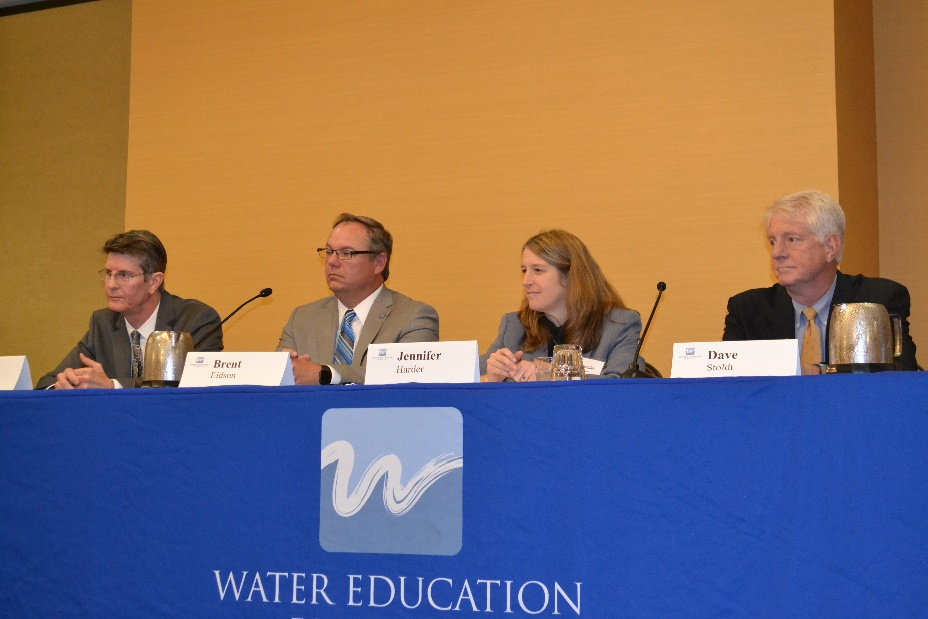 Brent
Eidson
Jennifer
Harder
Dave
Stoldt
W
WATER EDUCATION